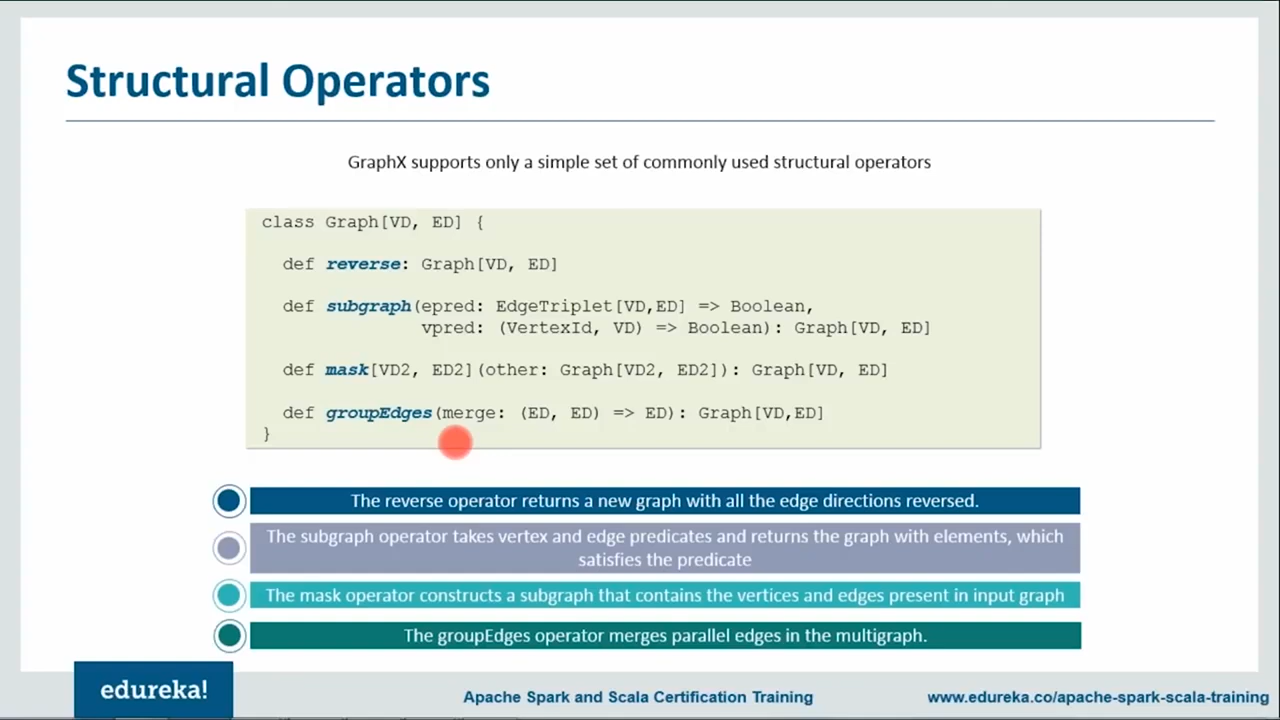 Structural Operators
GraphX supports only a simple set of commonly used structural operators
class Graph[VD, ED] {
def reverse: Graph[VD, ED]
def subgraph(epred: EdgeTriplet[VD,ED] => Boolean,
vpred: (VertexId, VD) => Boolean): Graph[VD, ED]
def mask[VD2, ED2](other: Graph[VD2, ED2]): Graph[VD, ED]
def groupEdges(merge: (ED, ED) => ED): Graph[VD,ED]
}
The reverse operator returns a new graph with all the edge directions reversed.
The subgraph operator takes vertex and edge predicates and returns the graph with elements, which
satisfies the predicate
The mask operator constructs a subgraph that contains the vertices and edges present in input graph
The groupEdges operator merges parallel edges in the multigraph.
edureka!
Apache Spark and Scala Certification Training
www.edureka.co/apache-spark-scala-training